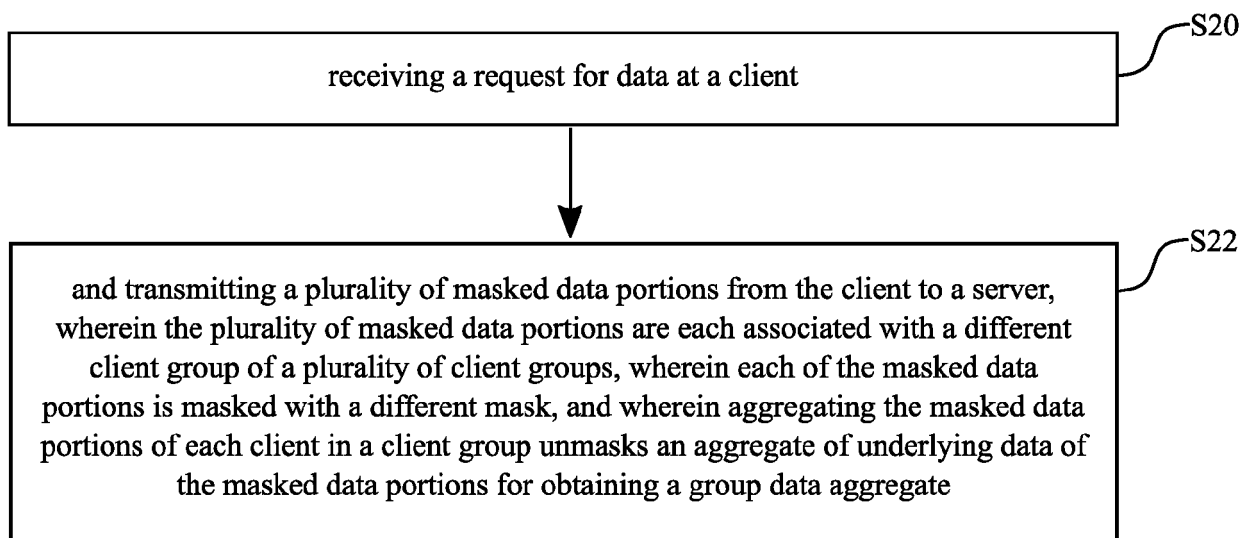 S20
receiving a request for data at a client
S22
and transmitting a plurality of masked data portions from the client to a server,
wherein the plurality of masked data portions are each associated with a different
client group of a plurality of client groups, wherein each of the masked data
portions is masked with a different mask, and wherein aggregating the masked data
portions of each client in a client group unmasks an aggregate of underlying data of
the masked data portions for obtaining a group data aggregate